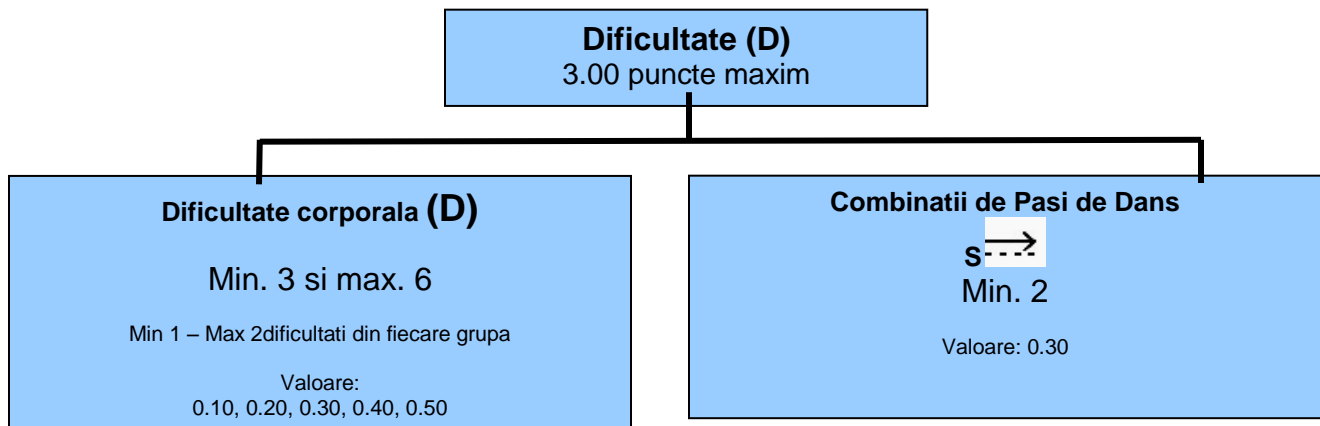 Dificultate (D)
3.00 puncte maxim
Dificultate corporala (D)
Min. 3 si max. 6
Min 1 – Max 2dificultati din fiecare grupa
Valoare:
0.10, 0.20, 0.30, 0.40, 0.50
Combinatii de Pasi de Dans
S
Min. 2
Valoare: 0.30